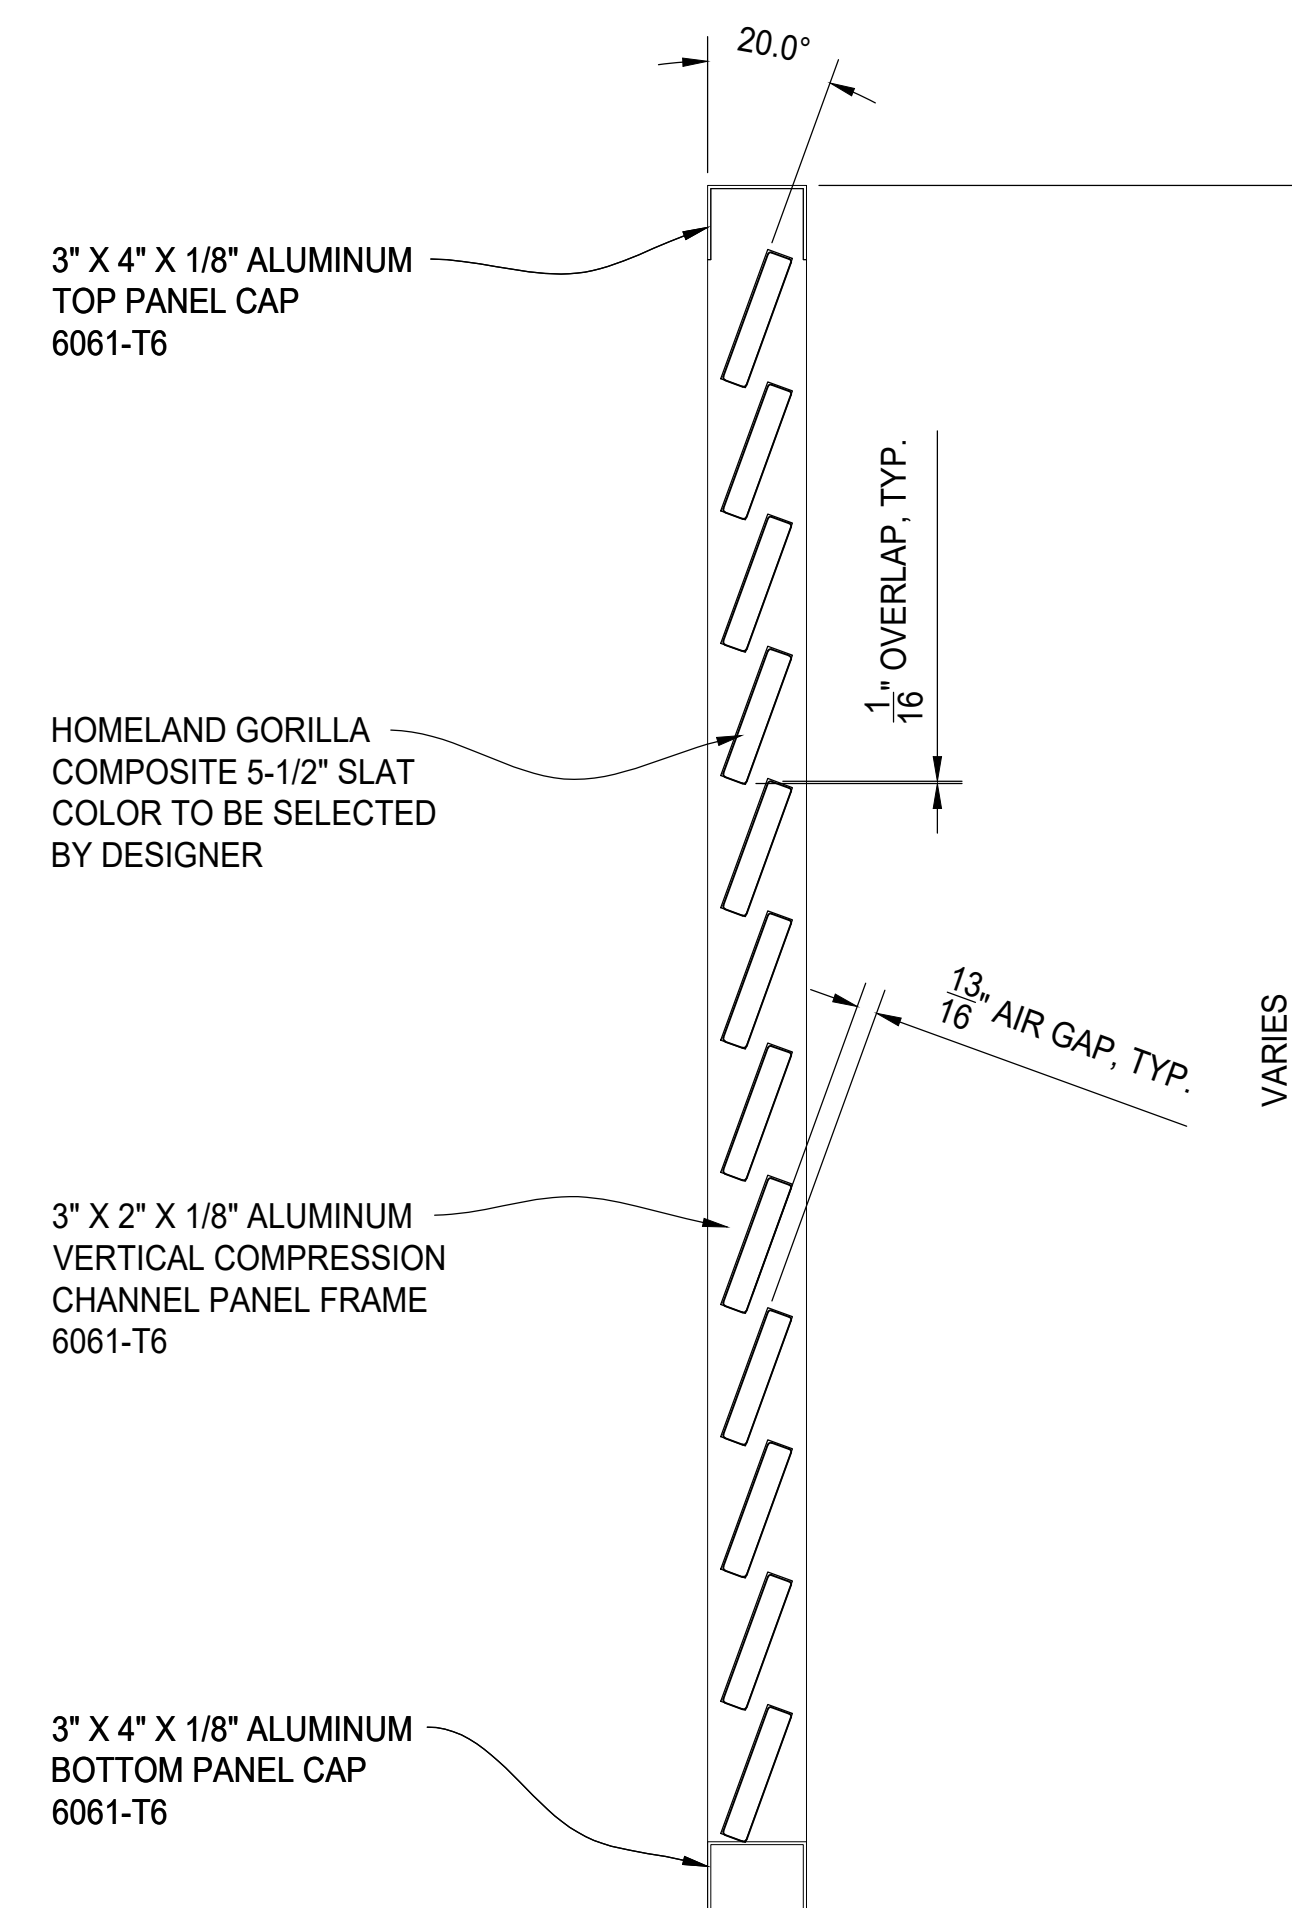 20.0°
3" X 4" X 1/8" ALUMINUM
TOP PANEL CAP
6061-T6
1/16" OVERLAP, TYP.
HOMELAND GORILLA
COMPOSITE 5-1/2" SLAT
COLOR TO BE SELECTED
BY DESIGNER
13/16" AIR GAP, TYP.
VARIES
3" X 2" X 1/8" ALUMINUM
VERTICAL COMPRESSION
CHANNEL PANEL FRAME
6061-T6
3" X 4" X 1/8" ALUMINUM
BOTTOM PANEL CAP
6061-T6